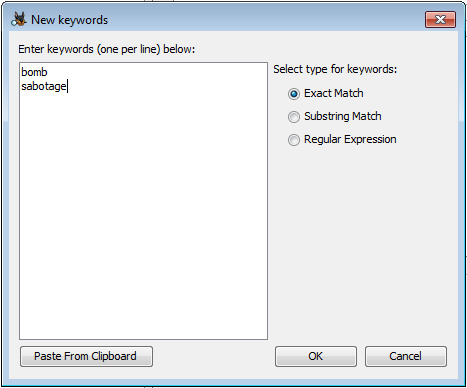 New keywords
Enter keywords (one per line) below:
bomb
sabotage
Select type for keywords:
Exact Match
Substring Match
Regular Expression
Paste From Clipboard
OK
Cancel